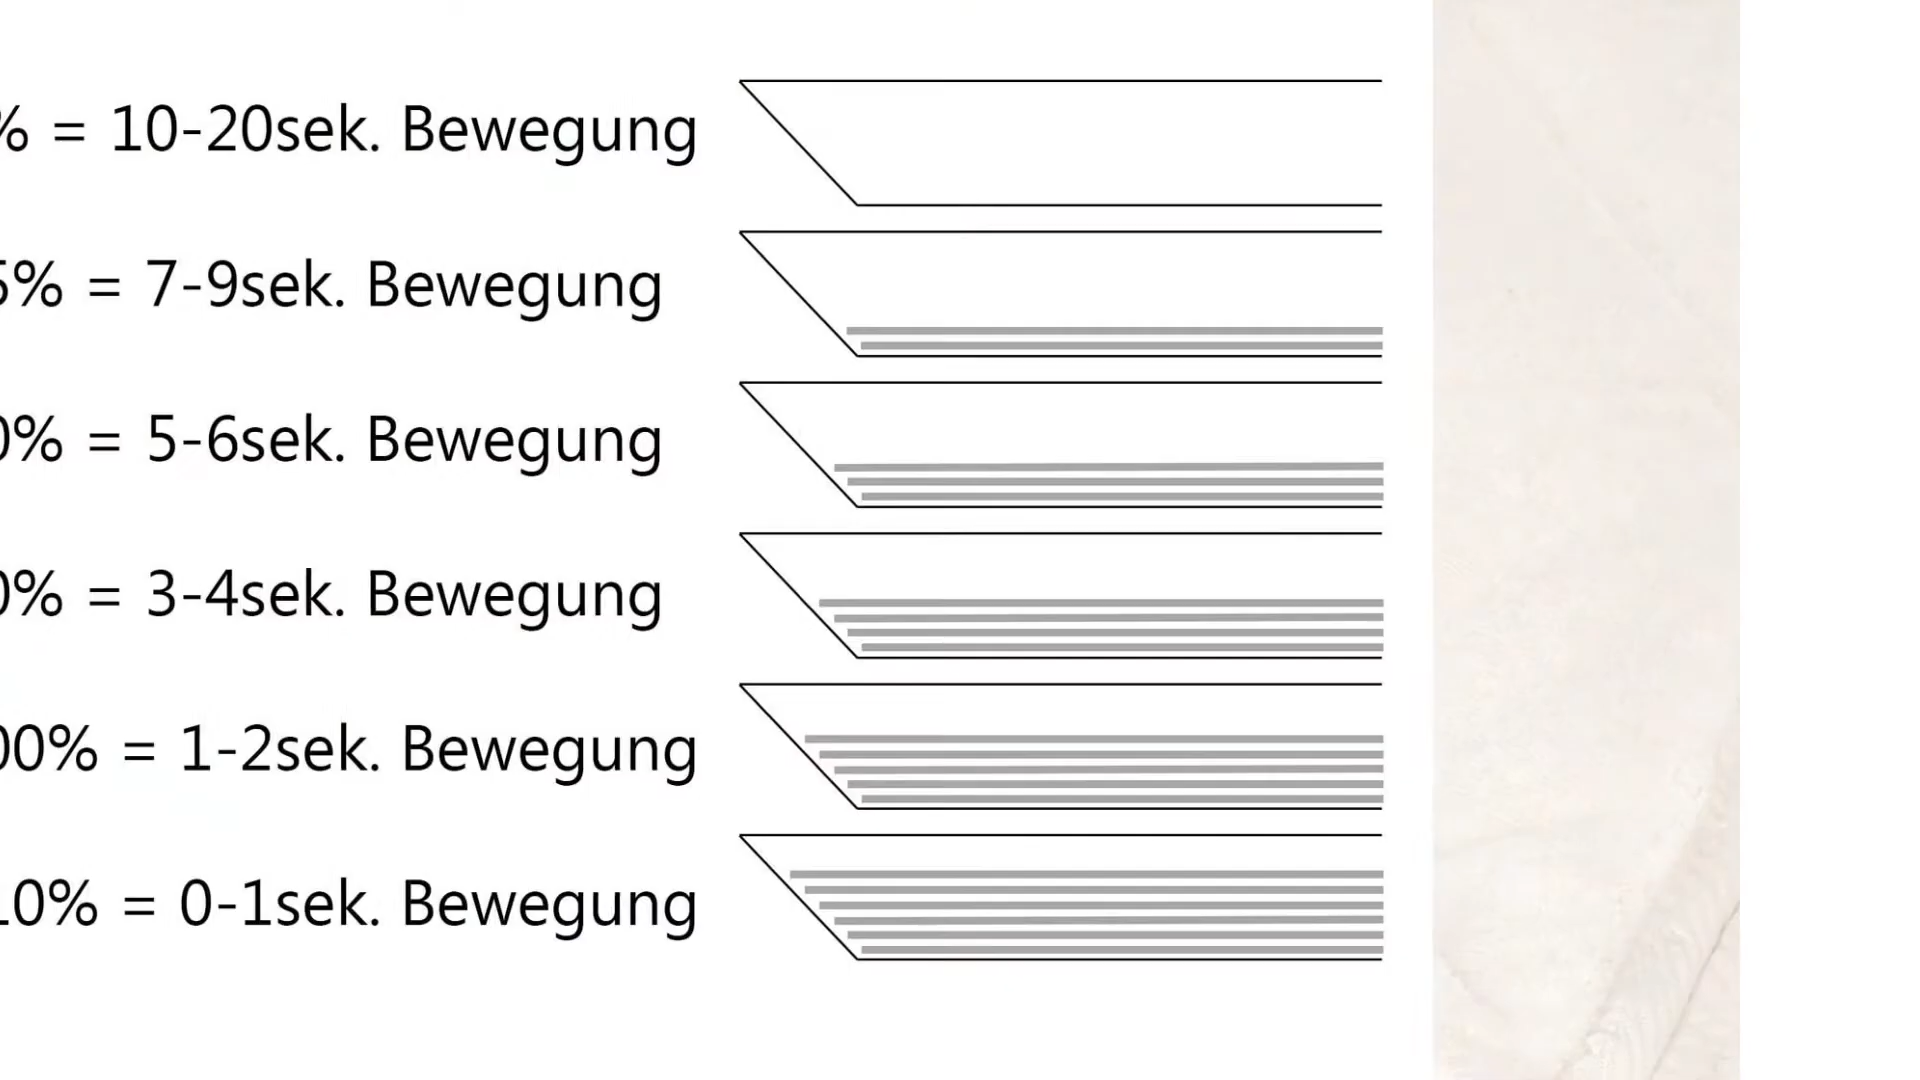 % = 10-20sek. Bewegung
5% = 7-9sek. Bewegung
0% = 5-6sek. Bewegung
0% = 3-4sek. Bewegung
00% = 1-2sek. Bewegung
10% = 0-1sek. Bewegung